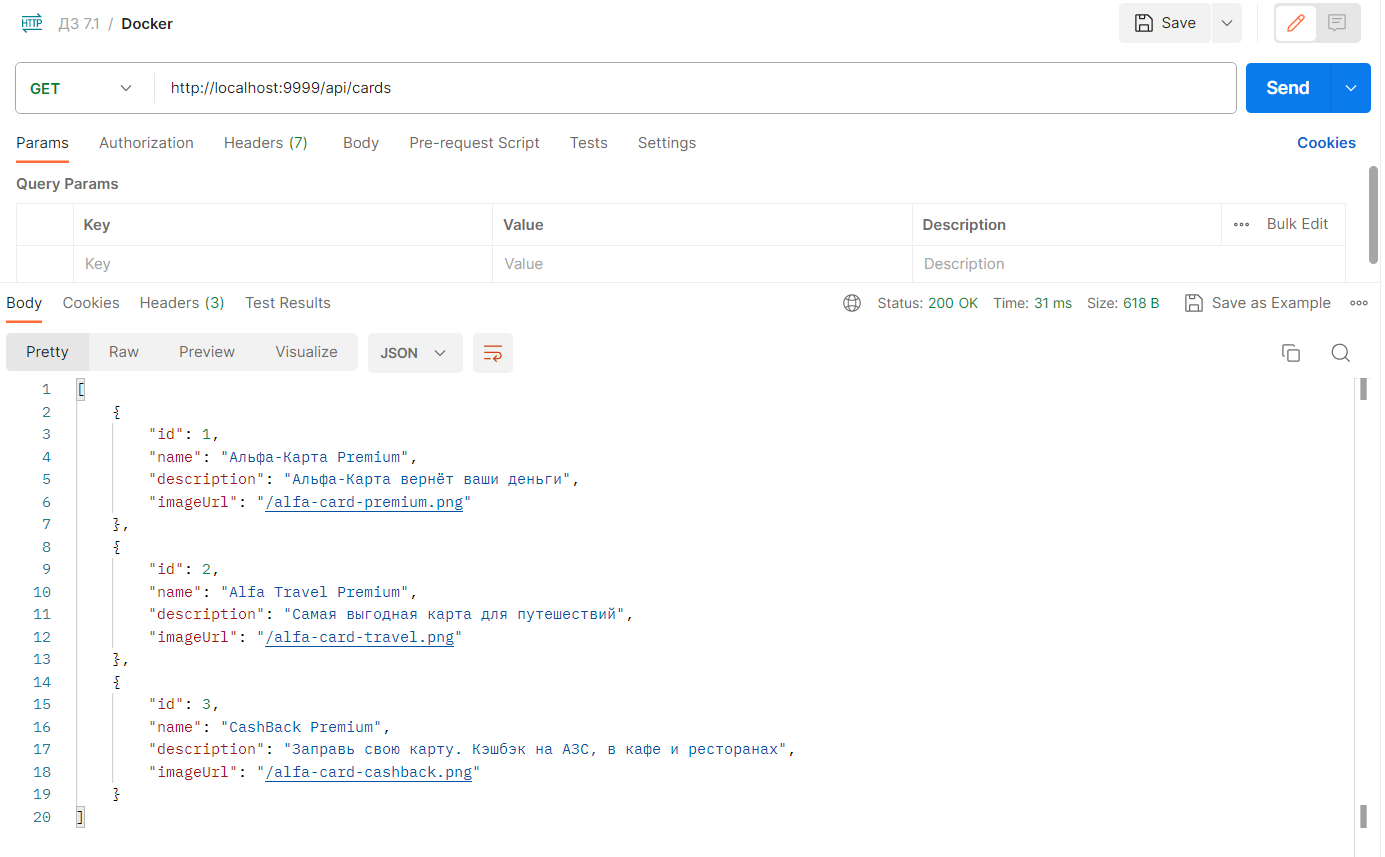 HTTP ДЗ 7.1 / Docker Save
GET http://localhost:9999/api/cards Send
Params Authorization Headers (7) Body Pre-request Script Tests Settings Cookies
Query Params
Key Value Description Bulk Edit
Key Value Description
Body Cookies Headers (3) Test Results Status: 200 OK Time: 31 ms Size: 618 B Save as Example
Pretty Raw Preview Visualize JSON
1 [
2 {
3 "id": 1,
4 "name": "Альфа-Карта Premium",
5 "description": "Альфа-Карта вернёт ваши деньги",
6 "imageUrl": "/alfa-card-premium.png"
7 },
8 {
9 "id": 2,
10 "name": "Alfa Travel Premium",
11 "description": "Самая выгодная карта для путешествий",
12 "imageUrl": "/alfa-card-travel.png"
13 },
14 {
15 "id": 3,
16 "name": "CashBack Premium",
17 "description": "Заправь свою карту. Кэшбэк на АЗС, в кафе и ресторанах",
18 "imageUrl": "/alfa-card-cashback.png"
19 }
20 ]